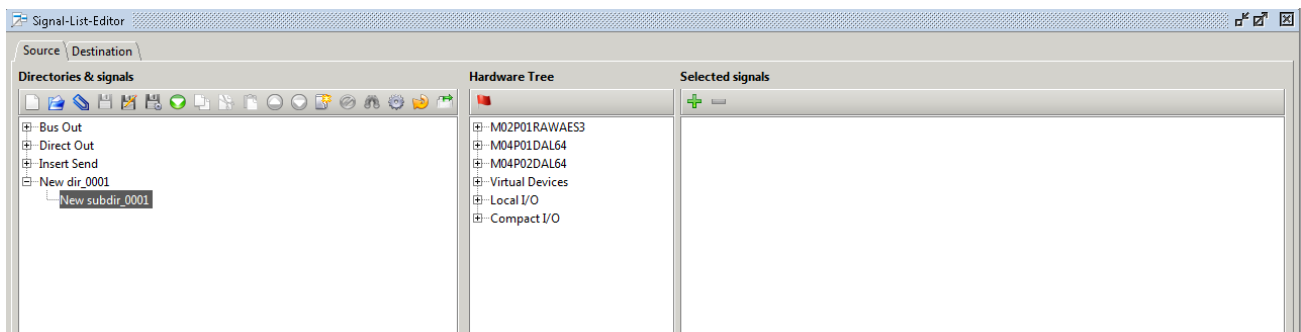 Signal-List-Editor
Source Destination
Directories & signals
Hardware Tree
Selected signals
Bus Out
Direct Out
Insert Send
New dir_0001
New subdir_0001
M02P01RAWAES3
M04P01DAL64
M04P02DAL64
Virtual Devices
Local I/O
Compact I/O